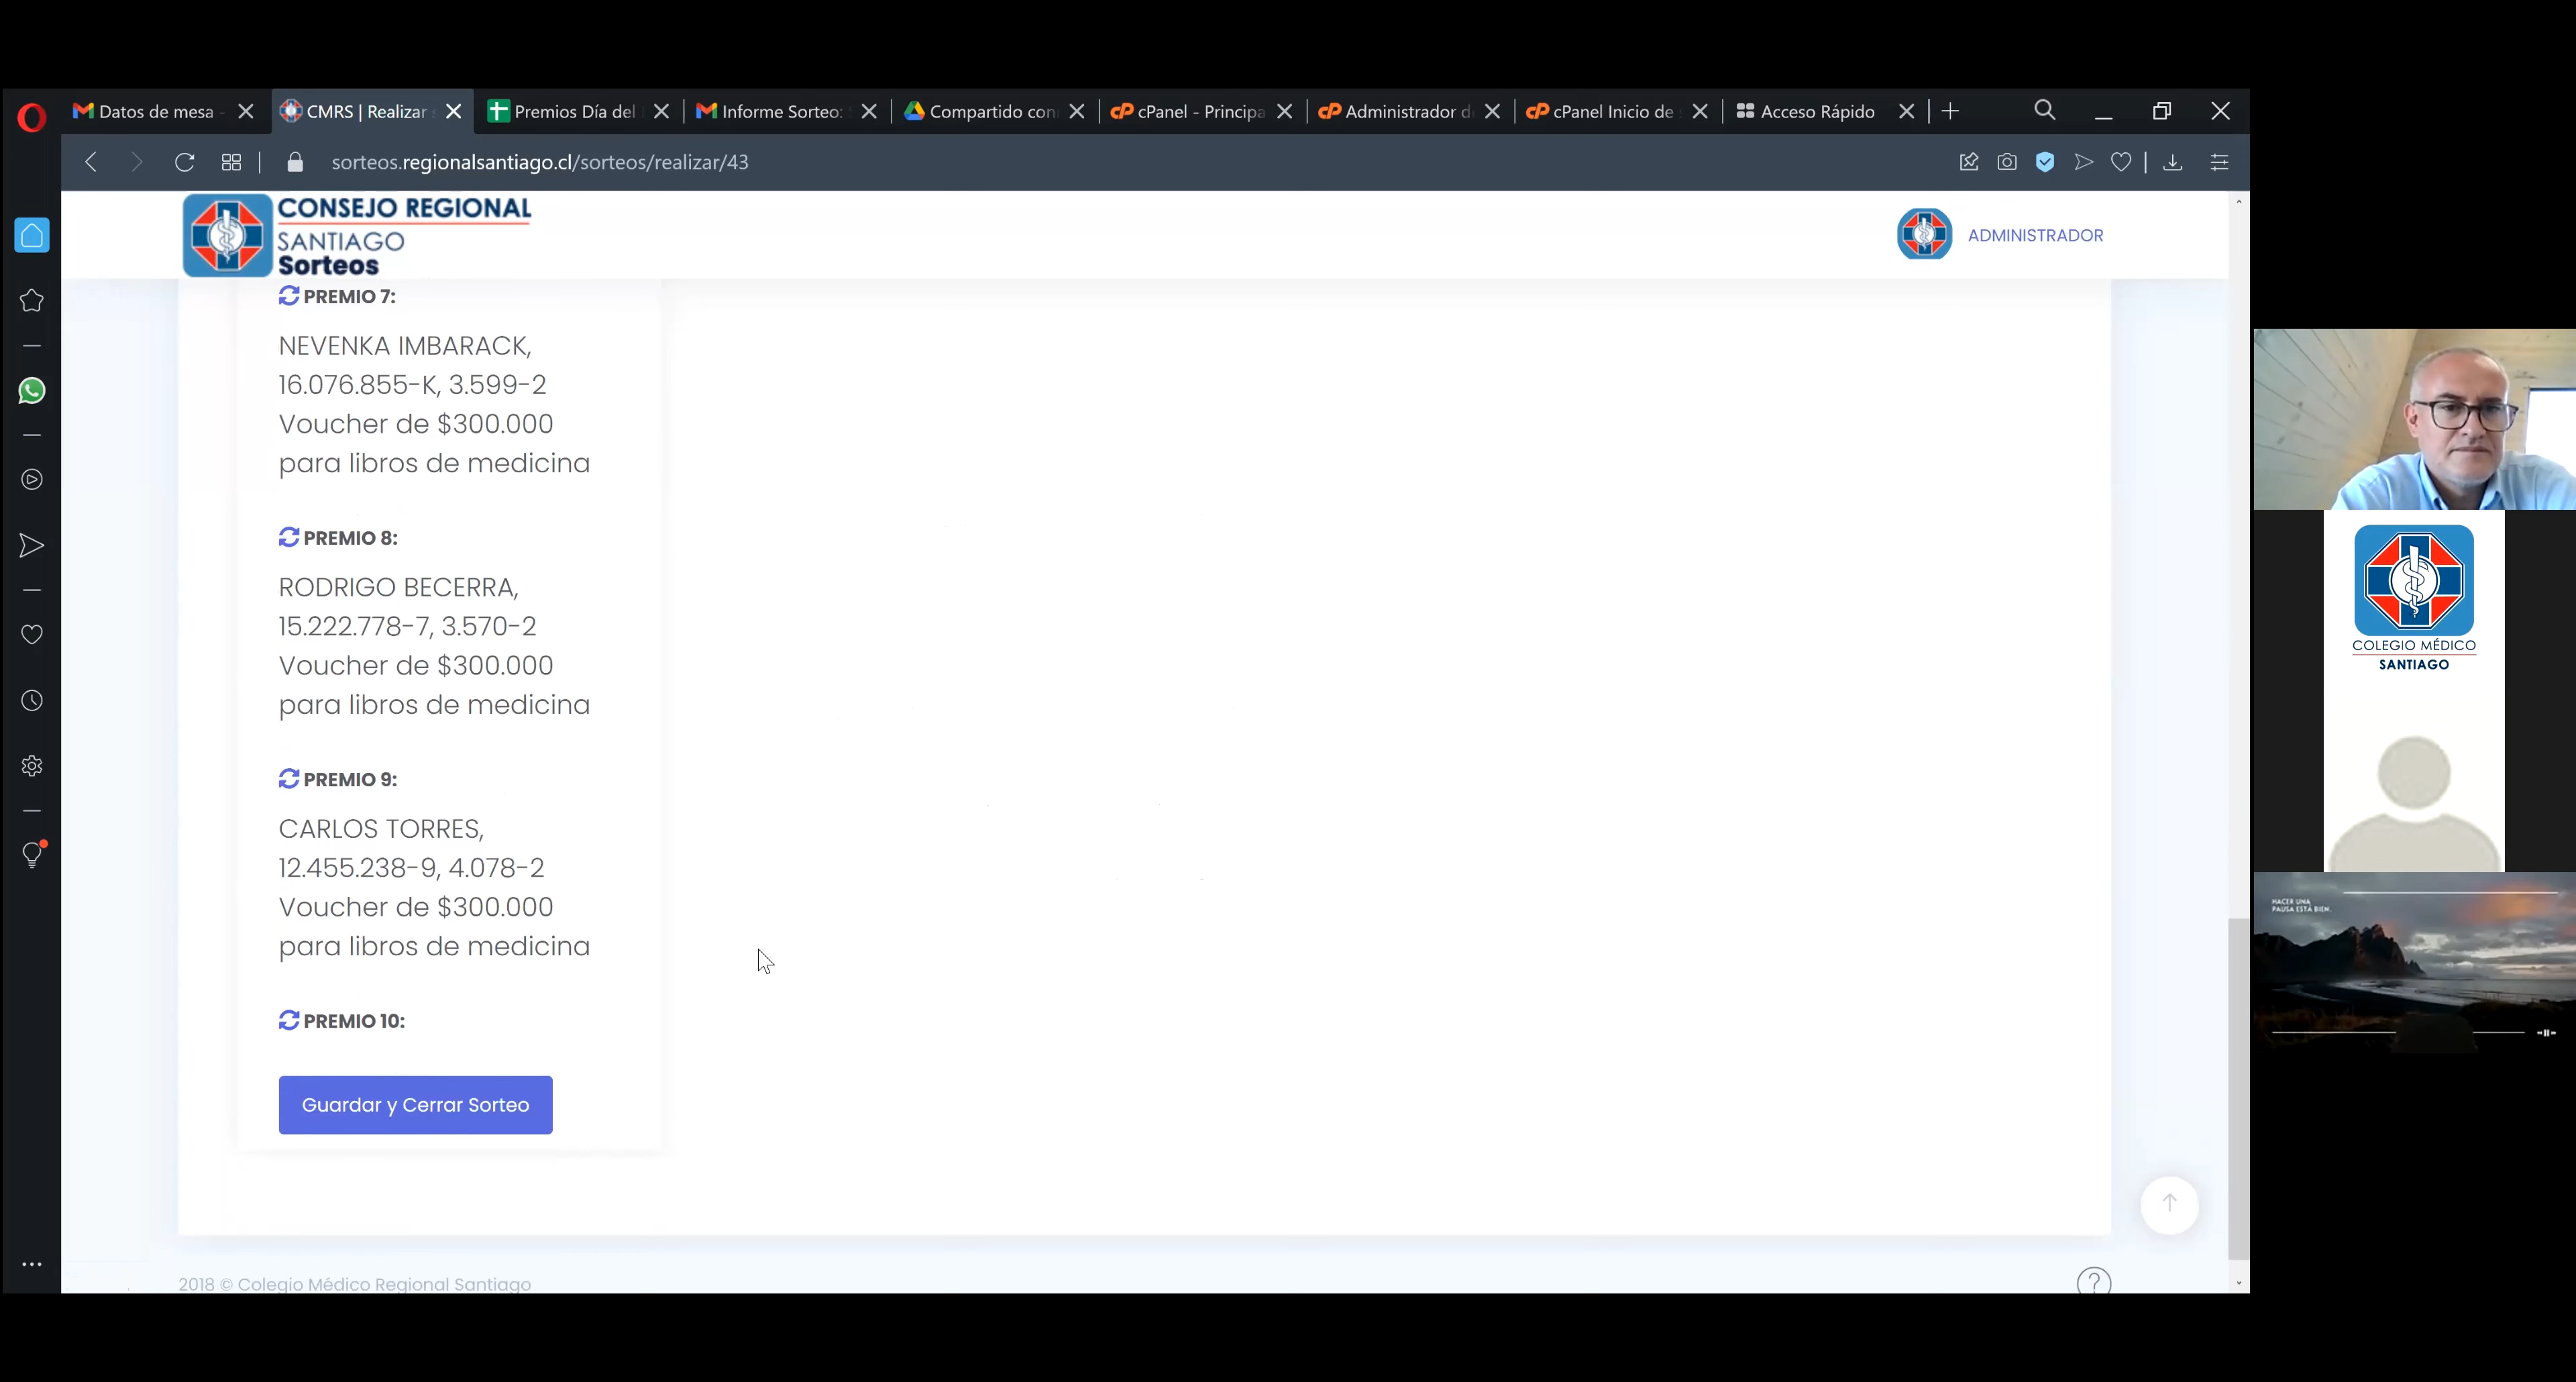 Datos de mesa -
CMRS | Realizar
Premios Día del
Informe Sorteo:
Compartido con
cPanel - Principa
Administrador d
cPanel Inicio de
Acceso Rápido
sorteos.regionalsantiago.cl/sorteos/realizar/43
CONSEJO REGIONAL
SANTIAGO
Sorteos
ADMINISTRADOR
PREMIO 7:
NEVENKA IMBARACK,
16.076.855-K, 3.599-2
Voucher de $300.000
para libros de medicina
PREMIO 8:
RODRIGO BECERRA,
15.222.778-7, 3.570-2
Voucher de $300.000
para libros de medicina
PREMIO 9:
CARLOS TORRES,
12.455.238-9, 4.078-2
Voucher de $300.000
para libros de medicina
PREMIO 10:
Guardar y Cerrar Sorteo
2018 © Colegio Médico Regional Santiago
COLEGIO MÉDICO
SANTIAGO
HACER UNA
PAUSA ESTÁ BIEN.